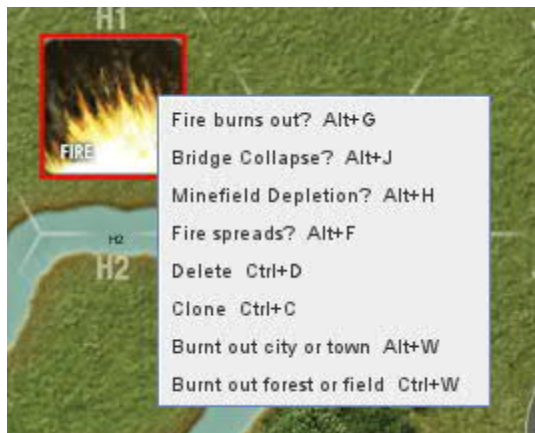 H1
FIRE
Fire burns out? Alt+G
Bridge Collapse? Alt+J
Minefield Depletion? Alt+H
Fire spreads? Alt+F
H2
H2
Delete Ctrl+D
Clone Ctrl+C
Burnt out city or town Alt+W
Burnt out forest or field Ctrl+W